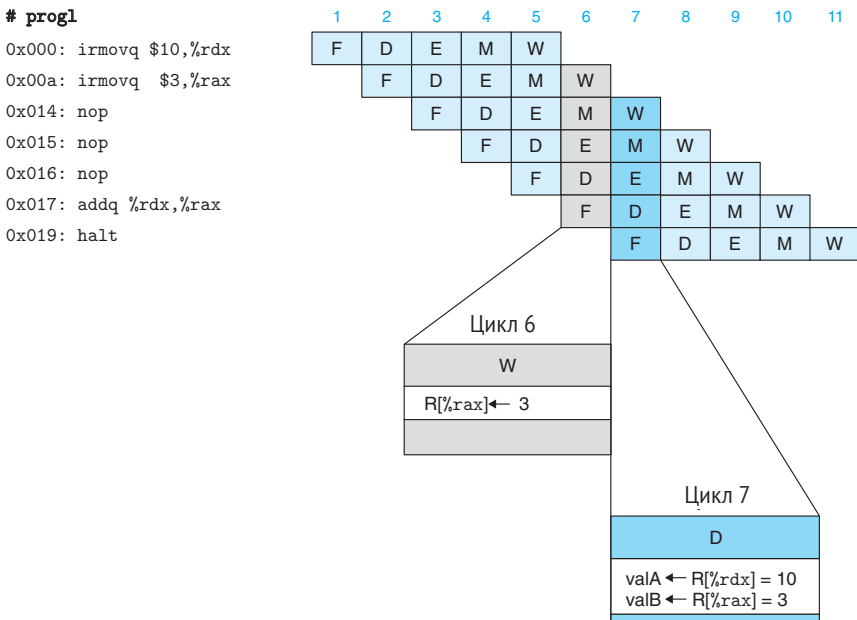 # prog1 1 2 3 4 5 6 7 8 9 10 11
0x000: irmovq $10,%rdx F D E M W
0x00a: irmovq $3,%rax F D E M W
0x014: nop F D E M W
0x015: nop F D E M W
0x016: nop F D E M W
0x017: addq %rdx,%rax F D E M W
0x019: halt F D E M W
Цикл 6
W
R[%rax]← 3
Цикл 7
D
valA ← R[%rdx] = 10
valB ← R[%rax] = 3